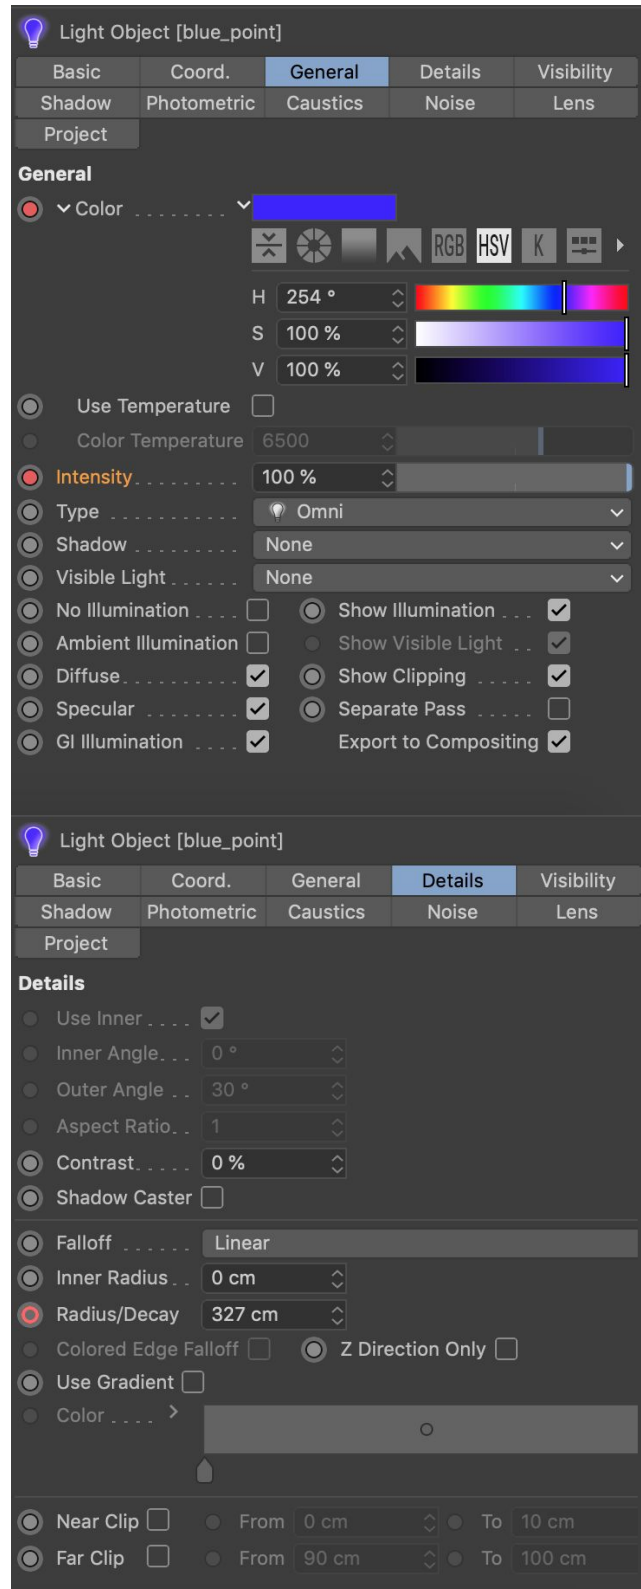 Light Object [blue_point]
Basic Coord. General Details Visibility
Shadow Photometric Caustics Noise Lens
Project
General
Color
RGB HSV K
H 254 °
S 100 %
V 100 %
Use Temperature
Color Temperature 6500
Intensity 100 %
Type Omni
Shadow None
Visible Light None
No Illumination Show Illumination
Ambient Illumination Show Visible Light
Diffuse Show Clipping
Specular Separate Pass
GI Illumination Export to Compositing
Light Object [blue_point]
Basic Coord. General Details Visibility
Shadow Photometric Caustics Noise Lens
Project
Details
Use Inner
Inner Angle 0 °
Outer Angle 30 °
Aspect Ratio 1
Contrast 0 %
Shadow Caster
Falloff Linear
Inner Radius 0 cm
Radius/Decay 327 cm
Colored Edge Falloff Z Direction Only
Use Gradient
Color
Near Clip From 0 cm To 10 cm
Far Clip From 90 cm To 100 cm